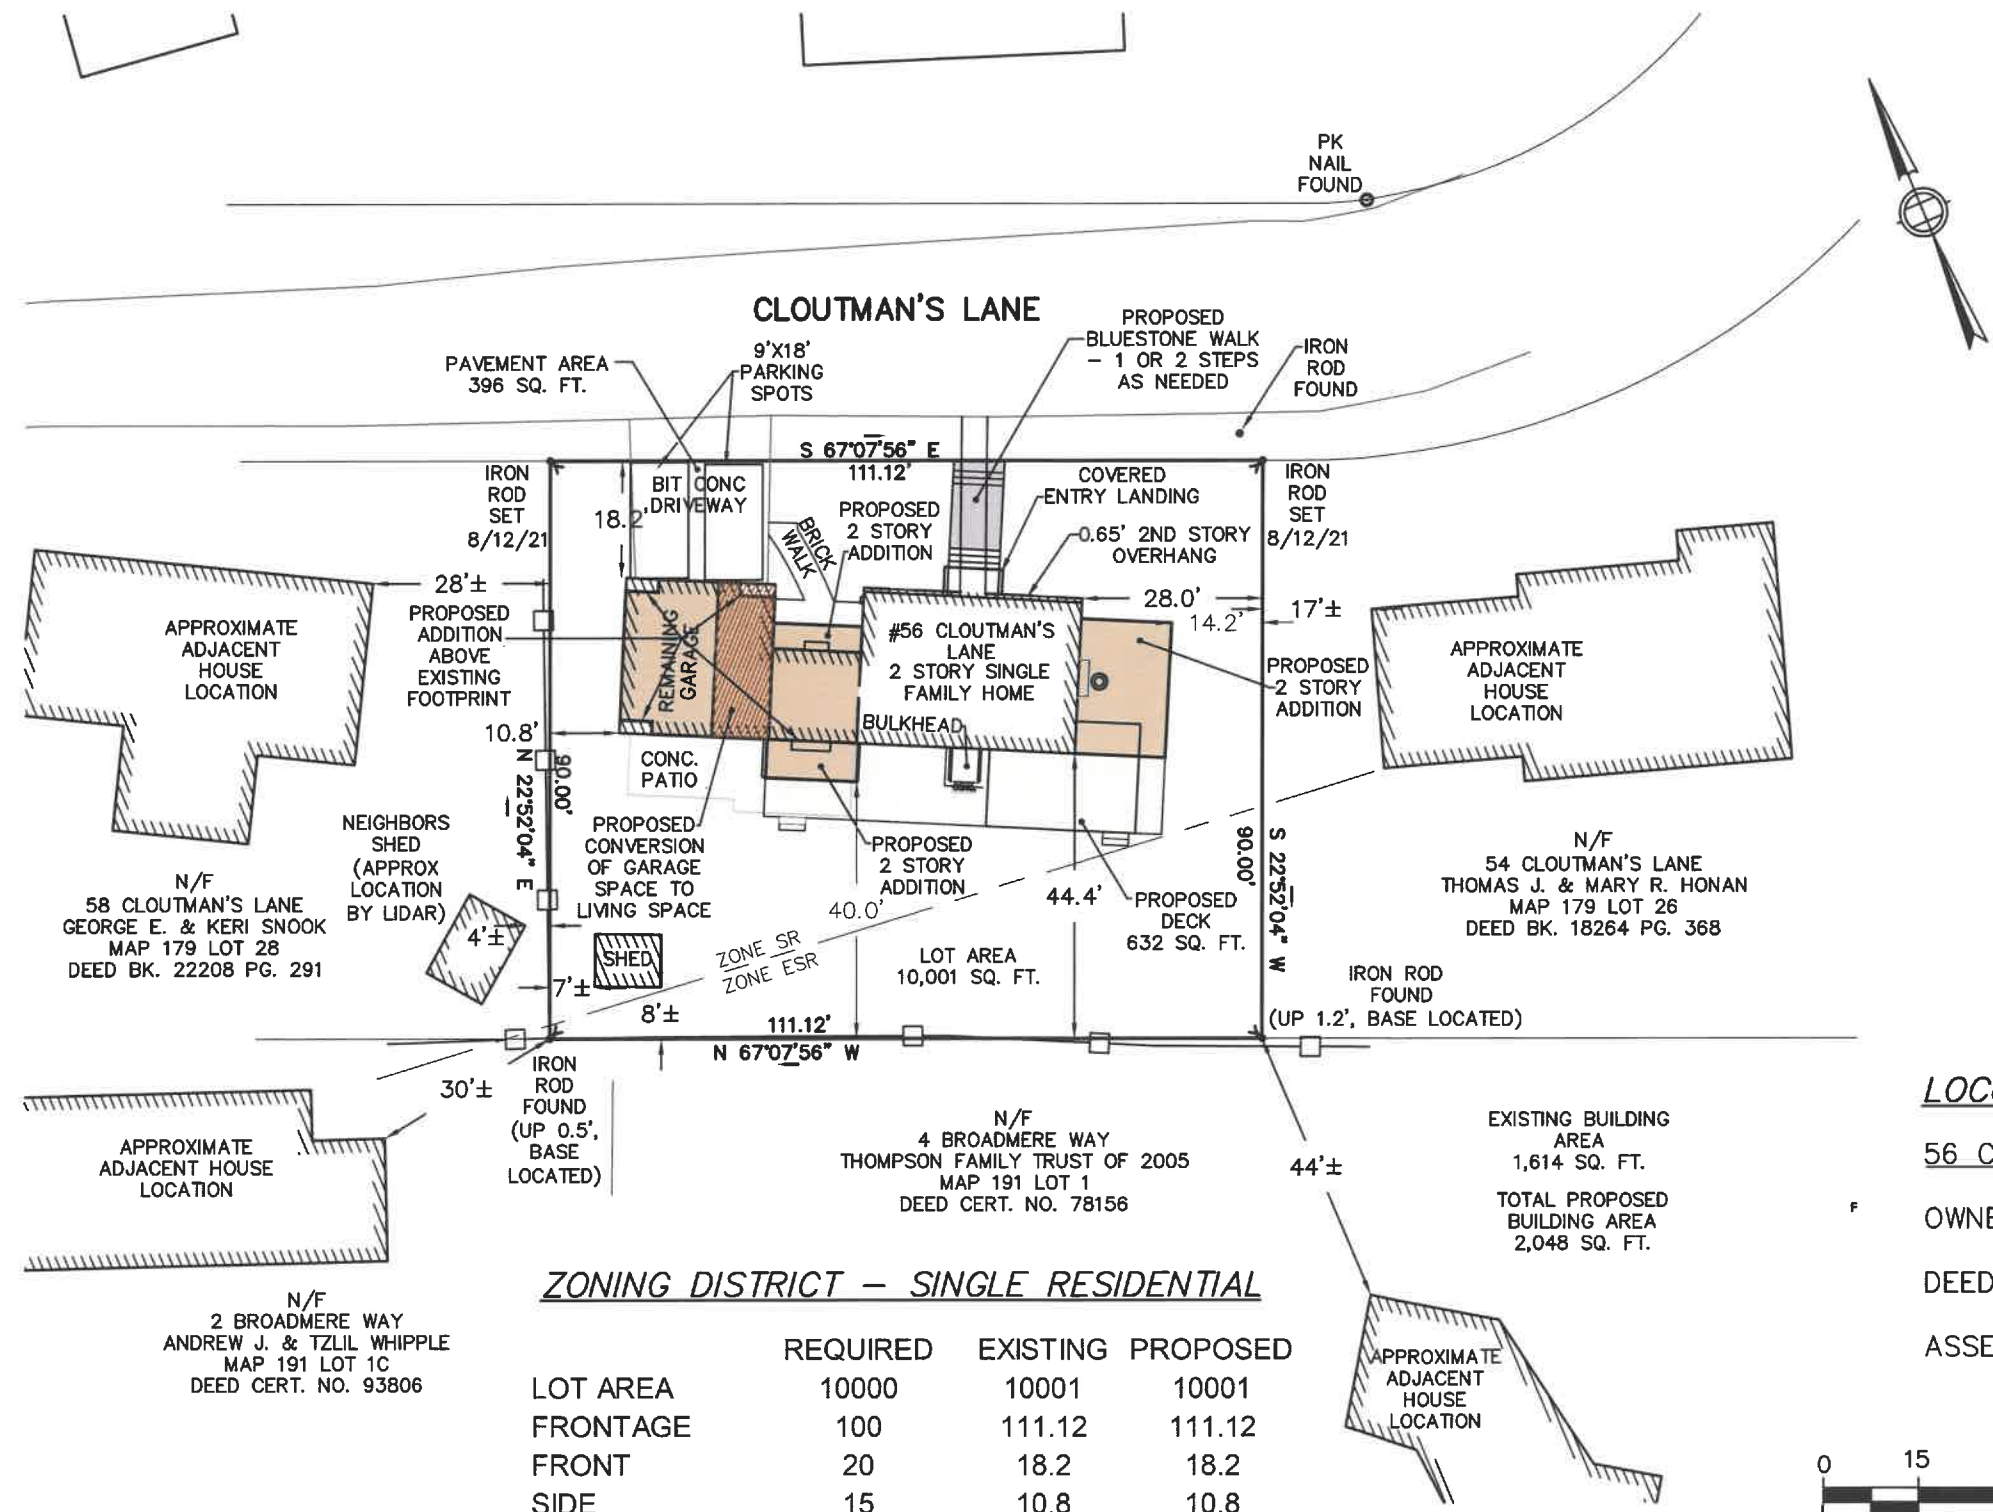 PK
NAIL
FOUND
CLOUTMAN'S LANE
PROPOSED
BLUESTONE WALK
- 1 OR 2 STEPS
AS NEEDED
IRON
ROD
FOUND
PAVEMENT AREA
396 SQ. FT.
9'X18'
PARKING
SPOTS
S 67°07'56" E
111.12'
IRON
ROD
SET
8/12/21
18.2'
BIT CONC
DRIVEWAY
BRICK
WALK
PROPOSED
2 STORY
ADDITION
COVERED
ENTRY LANDING
0.65' 2ND STORY
OVERHANG
IRON
ROD
SET
8/12/21
28'±
28.0'
14.2'
17'±
APPROXIMATE
ADJACENT
HOUSE
LOCATION
PROPOSED
ADDITION
ABOVE
EXISTING
FOOTPRINT
REMAINING
GARAGE
#56 CLOUTMAN'S
LANE
2 STORY SINGLE
FAMILY HOME
BULKHEAD
PROPOSED
2 STORY
ADDITION
APPROXIMATE
ADJACENT
HOUSE
LOCATION
10.8'
N 22°52'04" E
90.00'
CONC.
PATIO
NEIGHBORS
SHED
(APPROX
LOCATION
BY LIDAR)
PROPOSED
CONVERSION
OF GARAGE
SPACE TO
LIVING SPACE
PROPOSED
2 STORY
ADDITION
40.0'
44.4'
PROPOSED
DECK
632 SQ. FT.
S 22°52'04" W
90.00'
N/F
58 CLOUTMAN'S LANE
GEORGE E. & KERI SNOOK
MAP 179 LOT 28
DEED BK. 22208 PG. 291
N/F
54 CLOUTMAN'S LANE
THOMAS J. & MARY R. HONAN
MAP 179 LOT 26
DEED BK. 18264 PG. 368
4'±
SHED
7'±
8'±
ZONE SR
ZONE ESR
LOT AREA
10,001 SQ. FT.
IRON ROD
FOUND
(UP 1.2', BASE LOCATED)
111.12'
N 67°07'56" W
30'±
IRON
ROD
FOUND
(UP 0.5',
BASE
LOCATED)
APPROXIMATE
ADJACENT HOUSE
LOCATION
N/F
4 BROADMERE WAY
THOMPSON FAMILY TRUST OF 2005
MAP 191 LOT 1
DEED CERT. NO. 78156
44'±
EXISTING BUILDING
AREA
1,614 SQ. FT.
TOTAL PROPOSED
BUILDING AREA
2,048 SQ. FT.
56 C
OWNE
DEED
ASSE
N/F
2 BROADMERE WAY
ANDREW J. & TZLIL WHIPPLE
MAP 191 LOT 1C
DEED CERT. NO. 93806
ZONING DISTRICT – SINGLE RESIDENTIAL
REQUIRED EXISTING PROPOSED
LOT AREA 10000 10001 10001
FRONTAGE 100 111.12 111.12
FRONT 20 18.2 18.2
SIDE 15 10.8 10.8
APPROXIMATE
ADJACENT
HOUSE
LOCATION
0 15